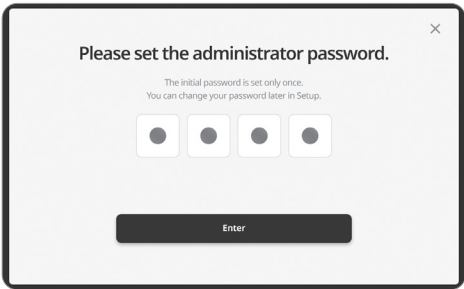 Please set the administrator password.
The initial password is set only once.
You can change your password later in Setup.
Enter